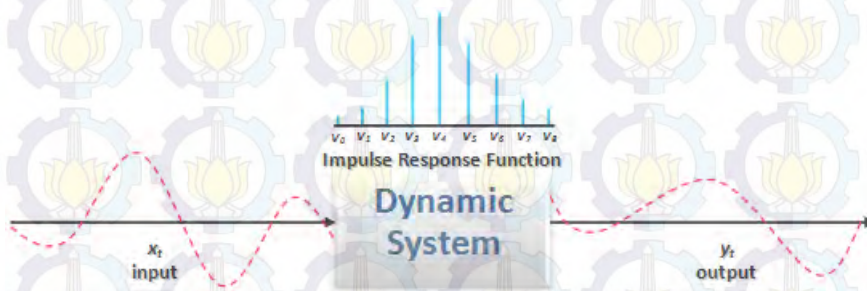 v₀ v₁ v₂ v₃ v₄ v₅ v₆ v₇ v₈
Impulse Response Function
Dynamic
System
xₜ
input
yₜ
output